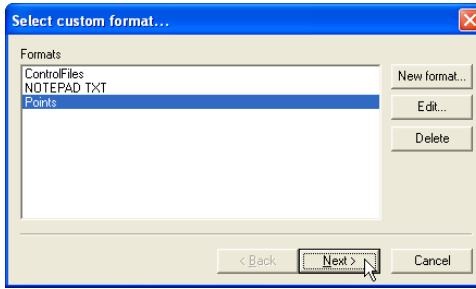 Select custom format...
Formats
ControlFiles
NOTEPAD TXT
Points
New format...
Edit...
Delete
< Back
Next >
Cancel